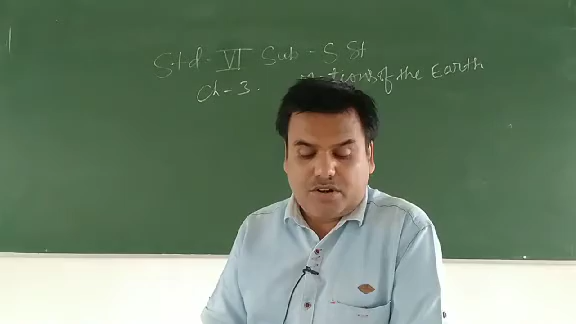 Std - VI Sub - S.St
Ch - 3. of the Earth